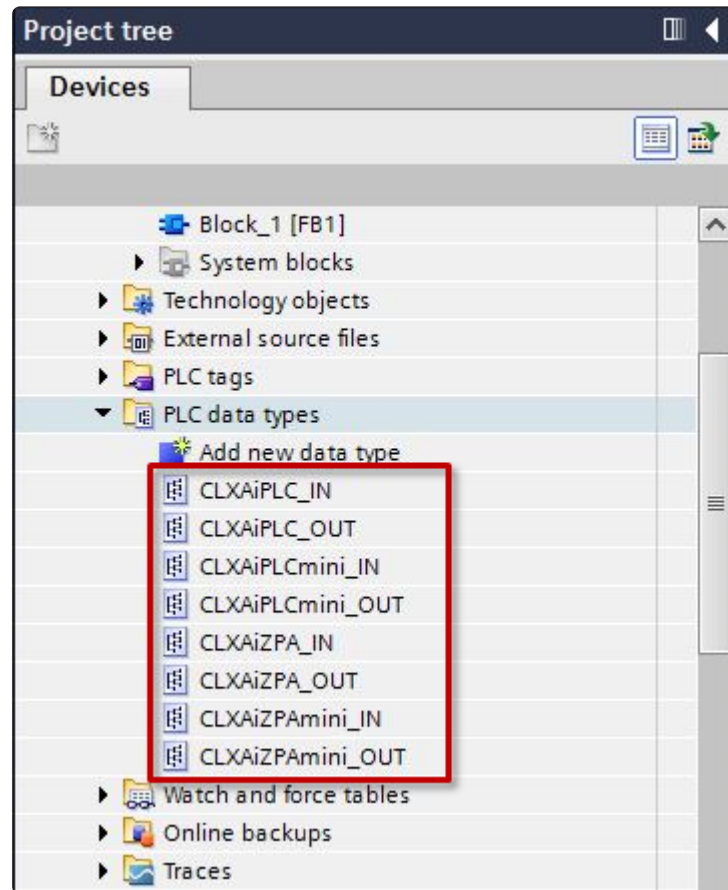 Project tree
Devices
Block_1 [FB1]
System blocks
Technology objects
External source files
PLC tags
PLC data types
Add new data type
CLXAiPLC_IN
CLXAiPLC_OUT
CLXAiPLCmini_IN
CLXAiPLCmini_OUT
CLXAiZPA_IN
CLXAiZPA_OUT
CLXAiZPAmini_IN
CLXAiZPAmini_OUT
Watch and force tables
Online backups
Traces